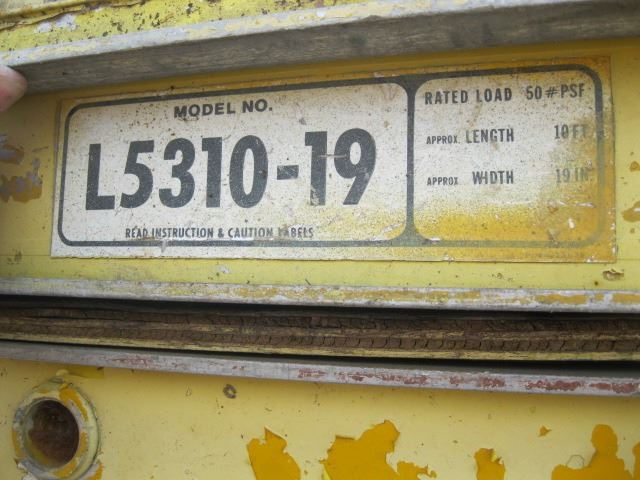 MODEL NO.
L5310-19
READ INSTRUCTION & CAUTION LABELS
RATED LOAD 50 # PSF
APPROX. LENGTH 10 FT
APPROX. WIDTH 19 IN